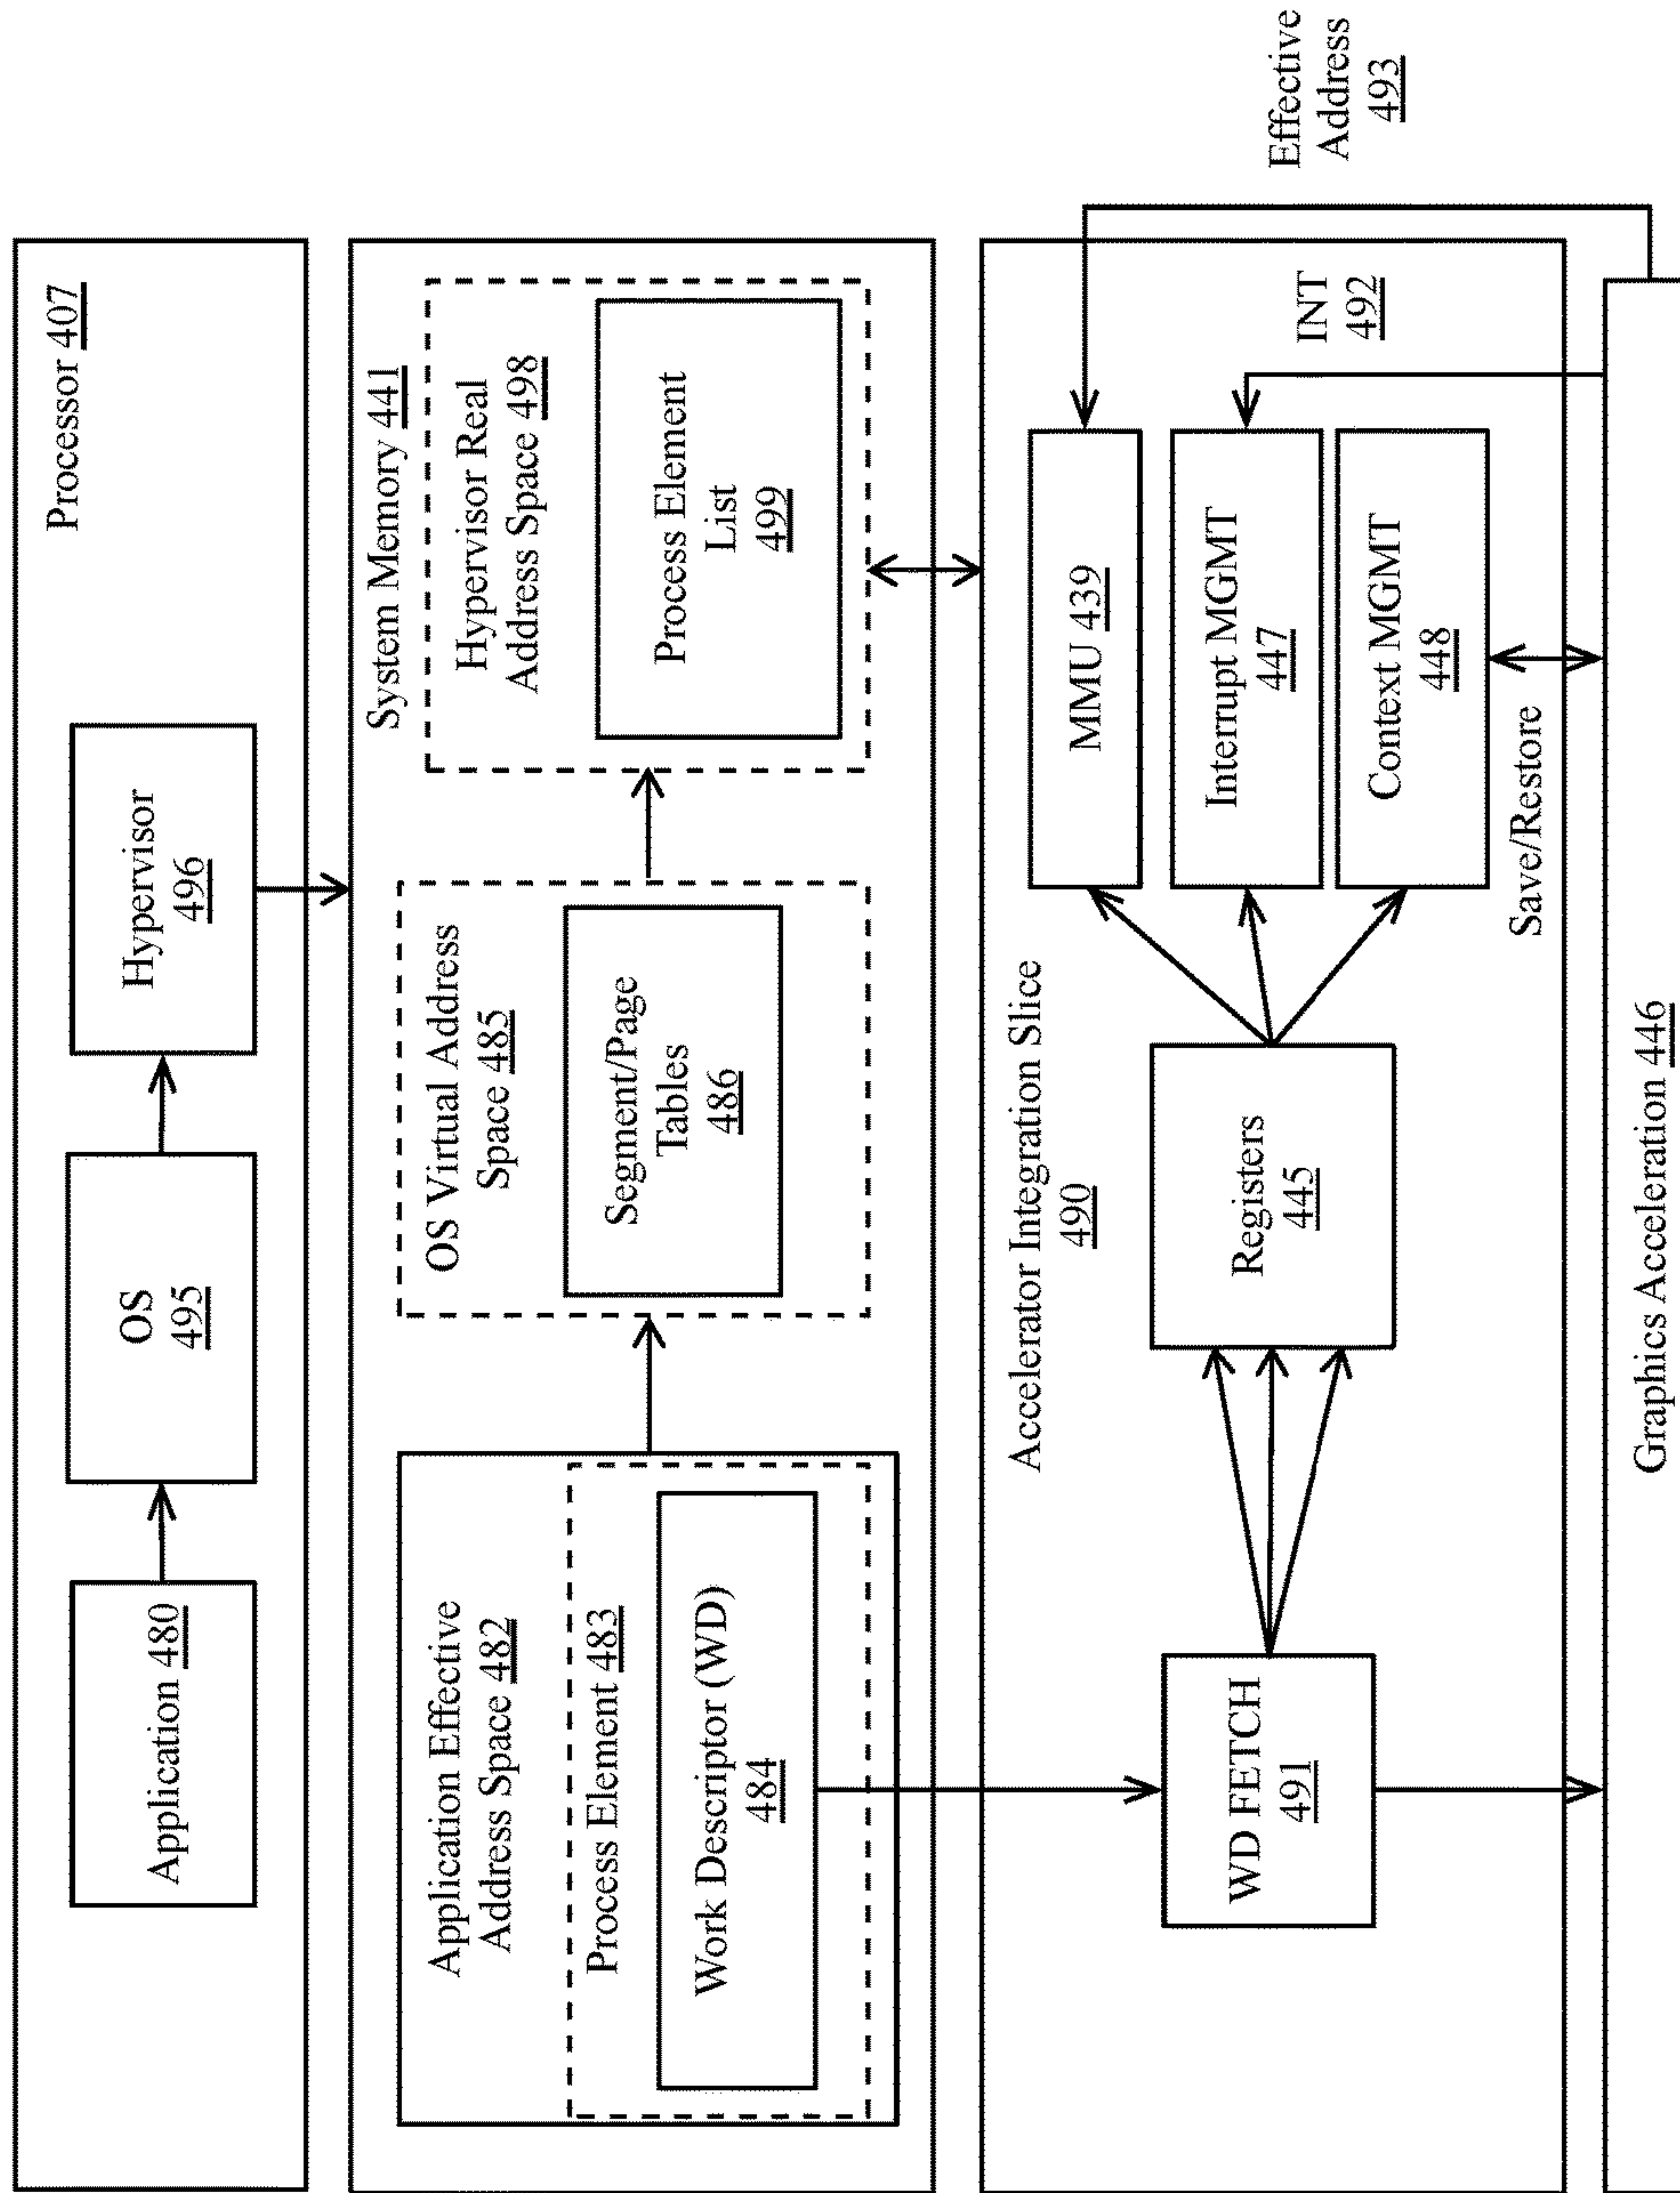 Processor 407
Application 480
OS
495
Hypervisor
496
System Memory 441
Application Effective
Address Space 482
Process Element 483
Work Descriptor (WD)
484
OS Virtual Address
Space 485
Segment/Page
Tables
486
Hypervisor Real
Address Space 498
Process Element
List
499
Accelerator Integration Slice
490
WD FETCH
491
Registers
445
MMU 439
Interrupt MGMT
447
Context MGMT
448
Save/Restore
INT
492
Effective
Address
493
Graphics Acceleration 446